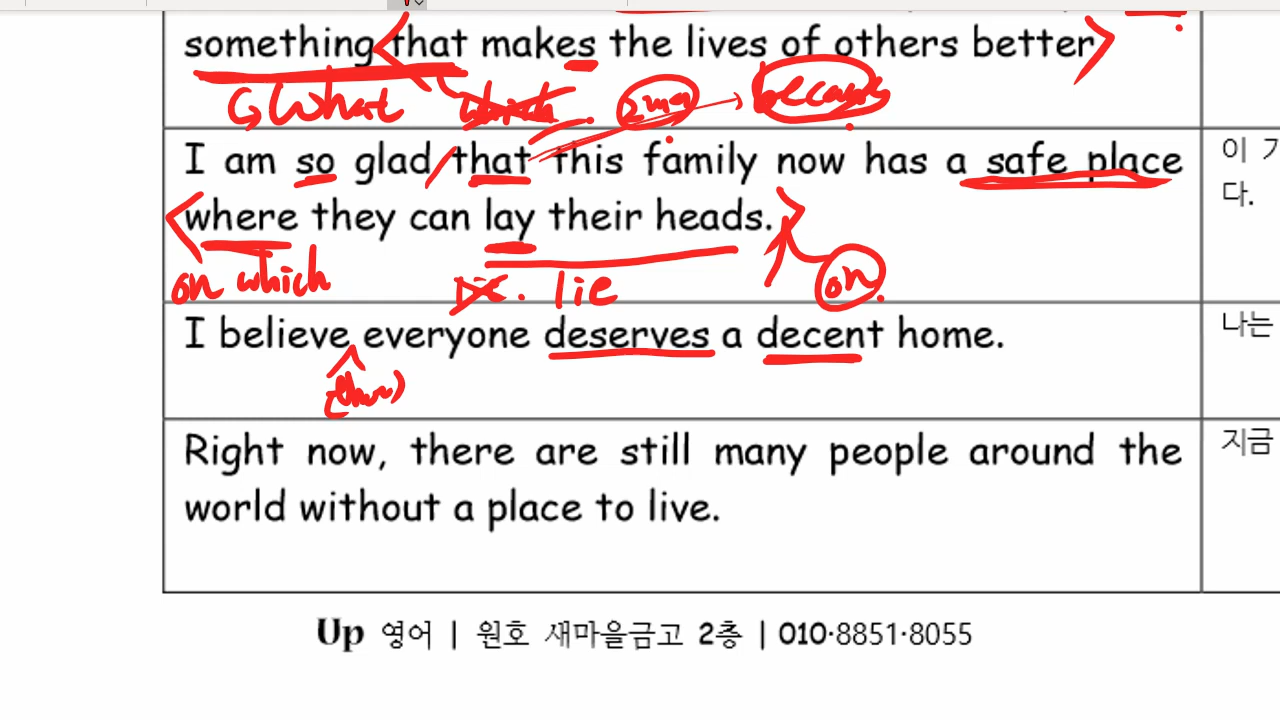 something that makes the lives of others better
What which because
I am so glad that this family now has a safe place
이
where they can lay their heads.
다.
on which lie on
I believe everyone deserves a decent home.
나는
Right now, there are still many people around the
지금
world without a place to live.
Up 영어 | 원호 새마을금고 2층 | 010·8851·8055